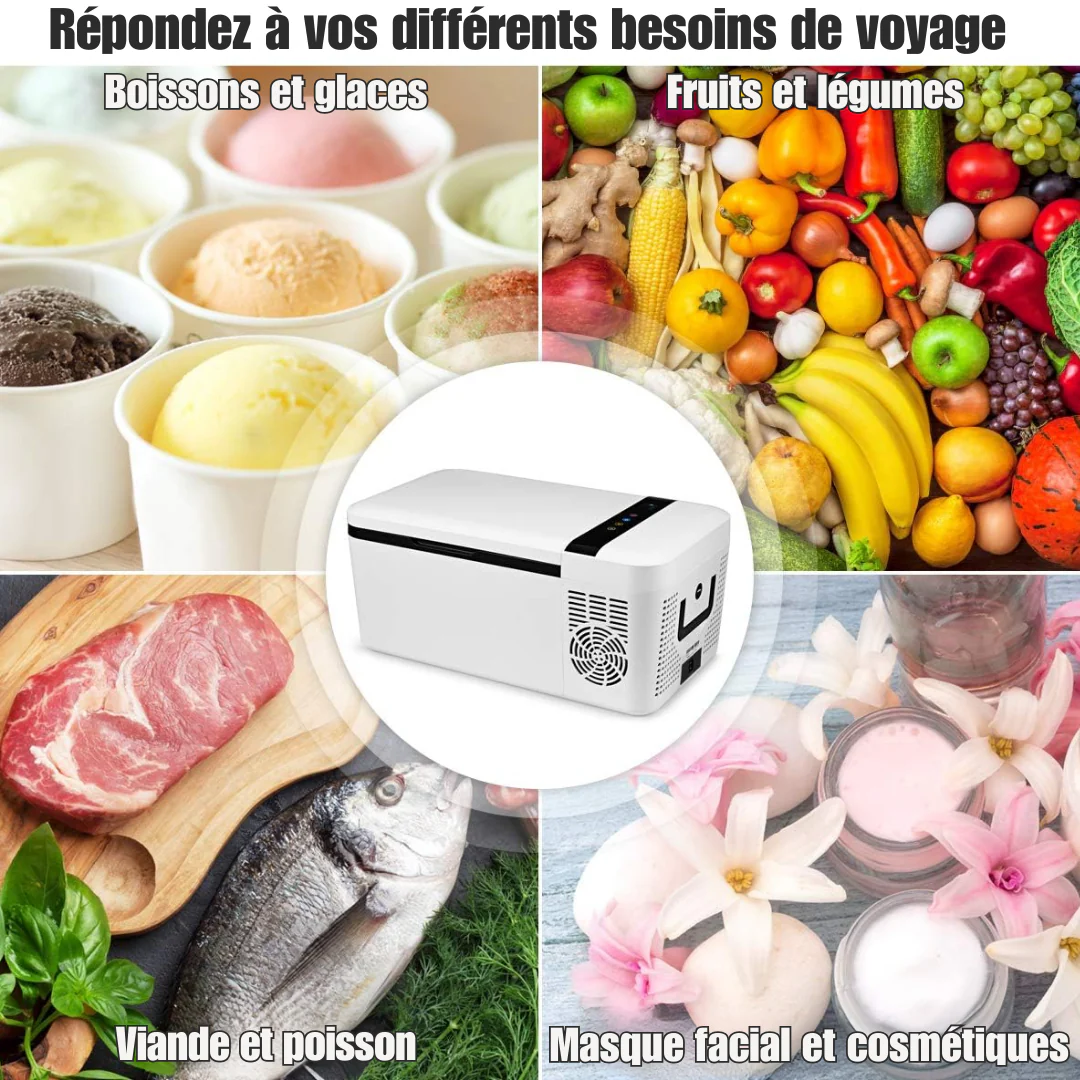 Répondez à vos différents besoins de voyage
Boissons et glaces
Fruits et légumes
Viande et poisson
Masque facial et cosmétiques